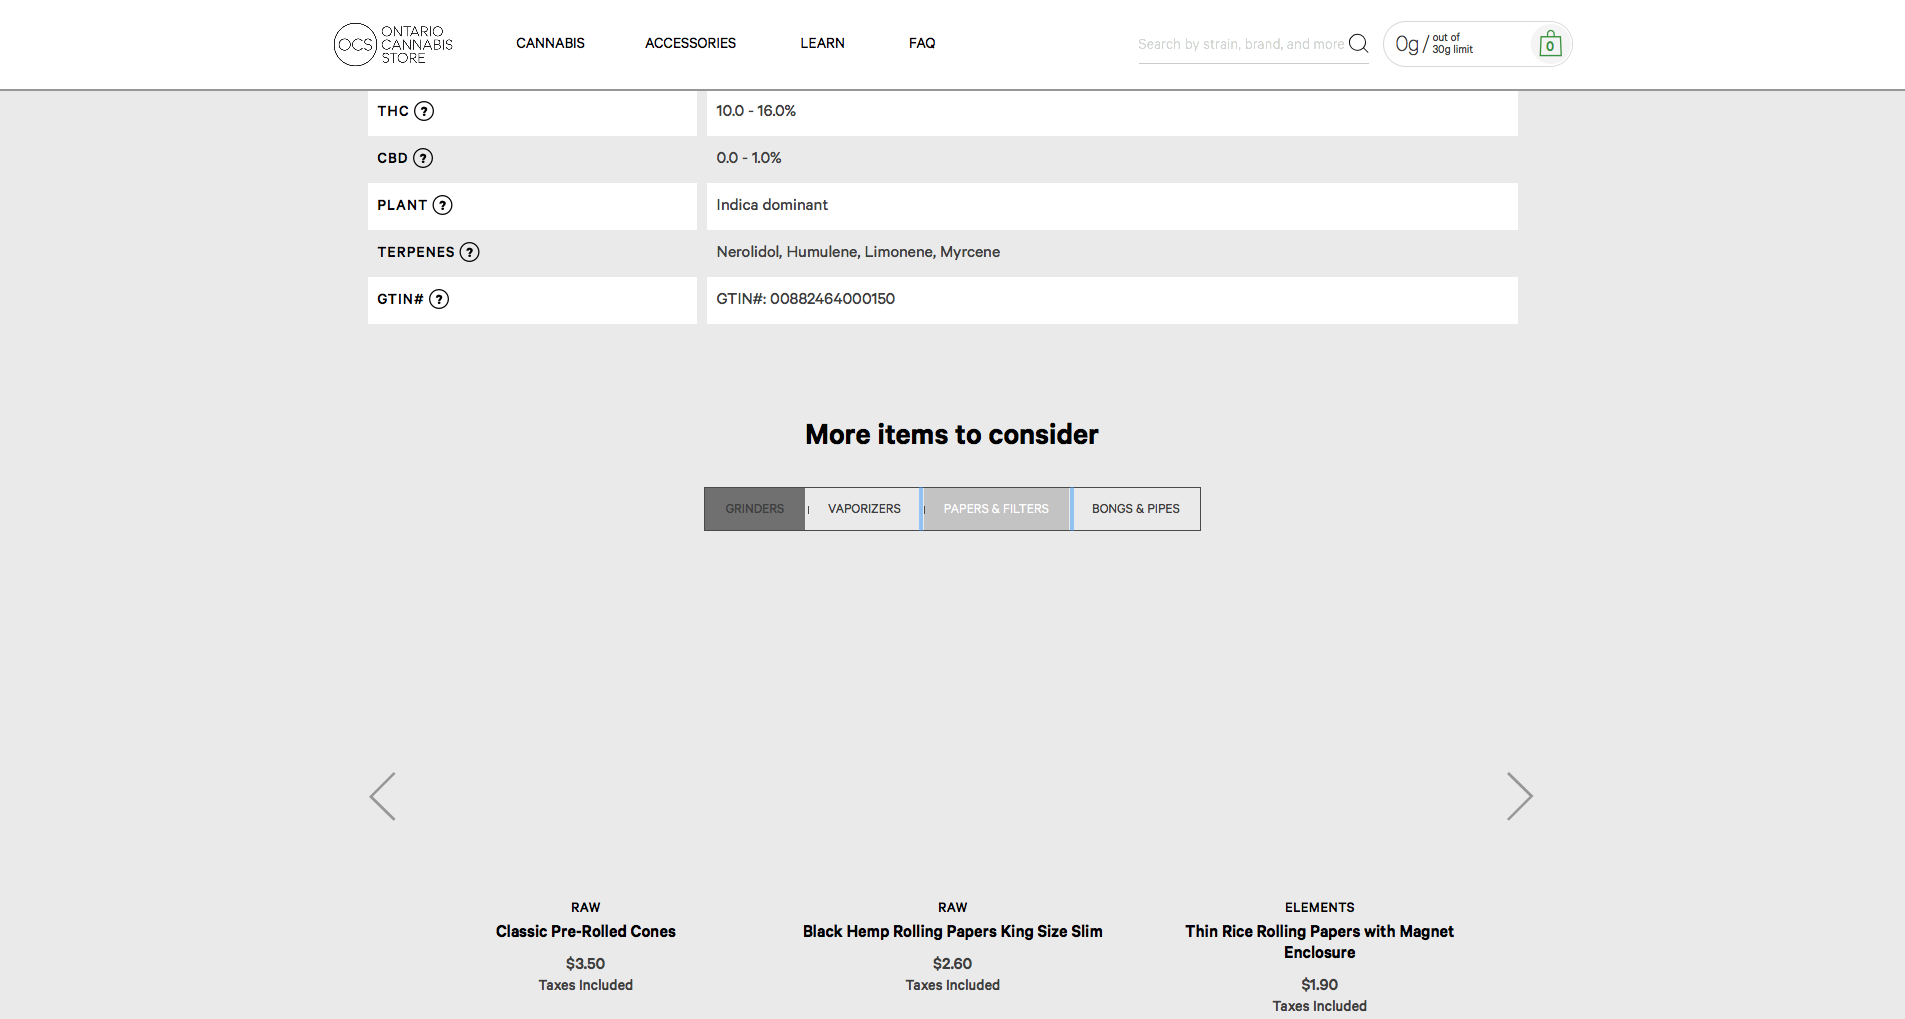 OCS
ONTARIO
CANNABIS
STORE
CANNABIS
ACCESSORIES
LEARN
FAQ
Search by strain, brand, and more
0g / out of
30g limit
0
THC ?
10.0 - 16.0%
CBD ?
0.0 - 1.0%
PLANT ?
Indica dominant
TERPENES ?
Nerolidol, Humulene, Limonene, Myrcene
GTIN# ?
GTIN#: 00882464000150
More items to consider
GRINDERS
VAPORIZERS
PAPERS & FILTERS
BONGS & PIPES
RAW
Classic Pre-Rolled Cones
$3.50
Taxes Included
RAW
Black Hemp Rolling Papers King Size Slim
$2.60
Taxes Included
ELEMENTS
Thin Rice Rolling Papers with Magnet
Enclosure
$1.90
Taxes Included